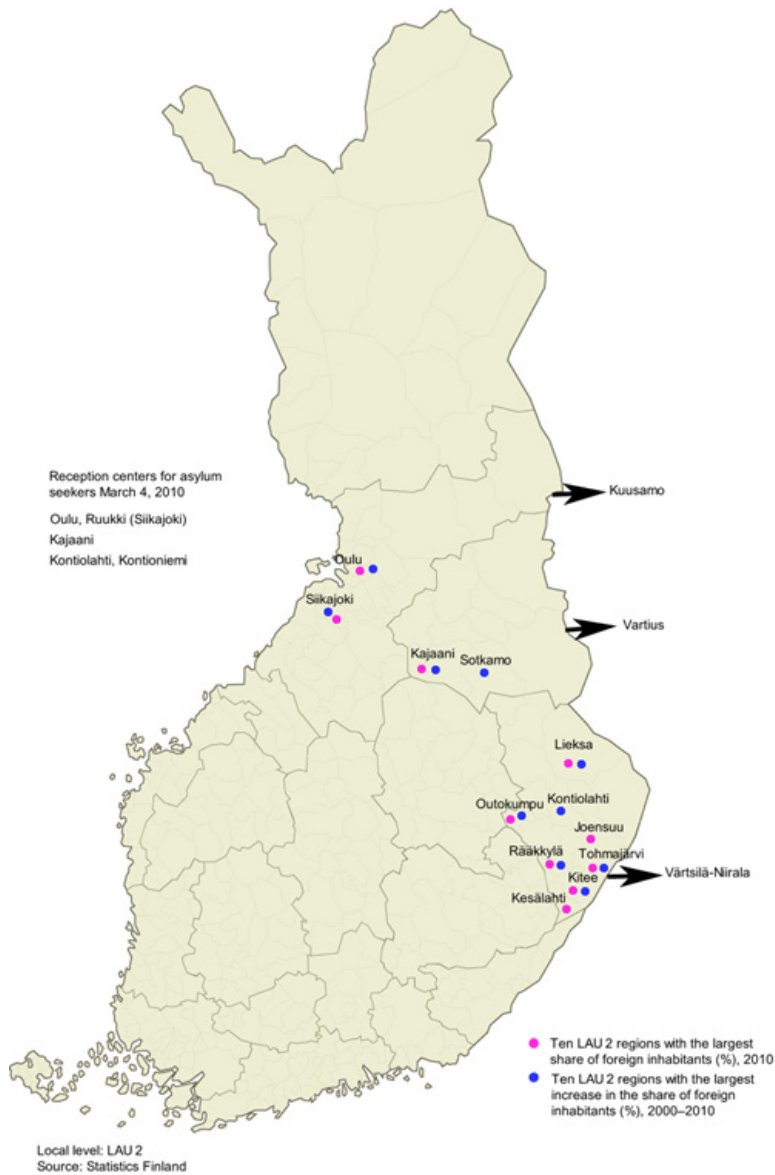 Reception centers for asylum
seekers March 4, 2010
Oulu, Ruukki (Siikajoki)
Kajaani
Kontiolahti, Kontioniemi
Kuusamo
Oulu
Siikajoki
Vartius
Kajaani
Sotkamo
Lieksa
Outokumpu
Kontiolahti
Joensuu
Rääkkylä
Tohmajärvi
Värtsilä-Niirala
Kitee
Kesälahti
Ten LAU 2 regions with the largest
share of foreign inhabitants (%), 2010
Ten LAU 2 regions with the largest
increase in the share of foreign
inhabitants (%), 2000–2010
Local level: LAU 2
Source: Statistics Finland